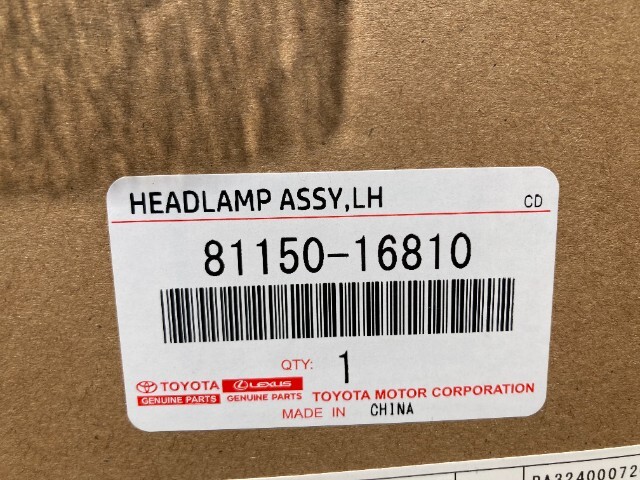 HEADLAMP ASSY,LH
CD
81150-16810
QTY: 1
TOYOTA LEXUS
GENUINE PARTS GENUINE PARTS TOYOTA MOTOR CORPORATION
MADE IN CHINA